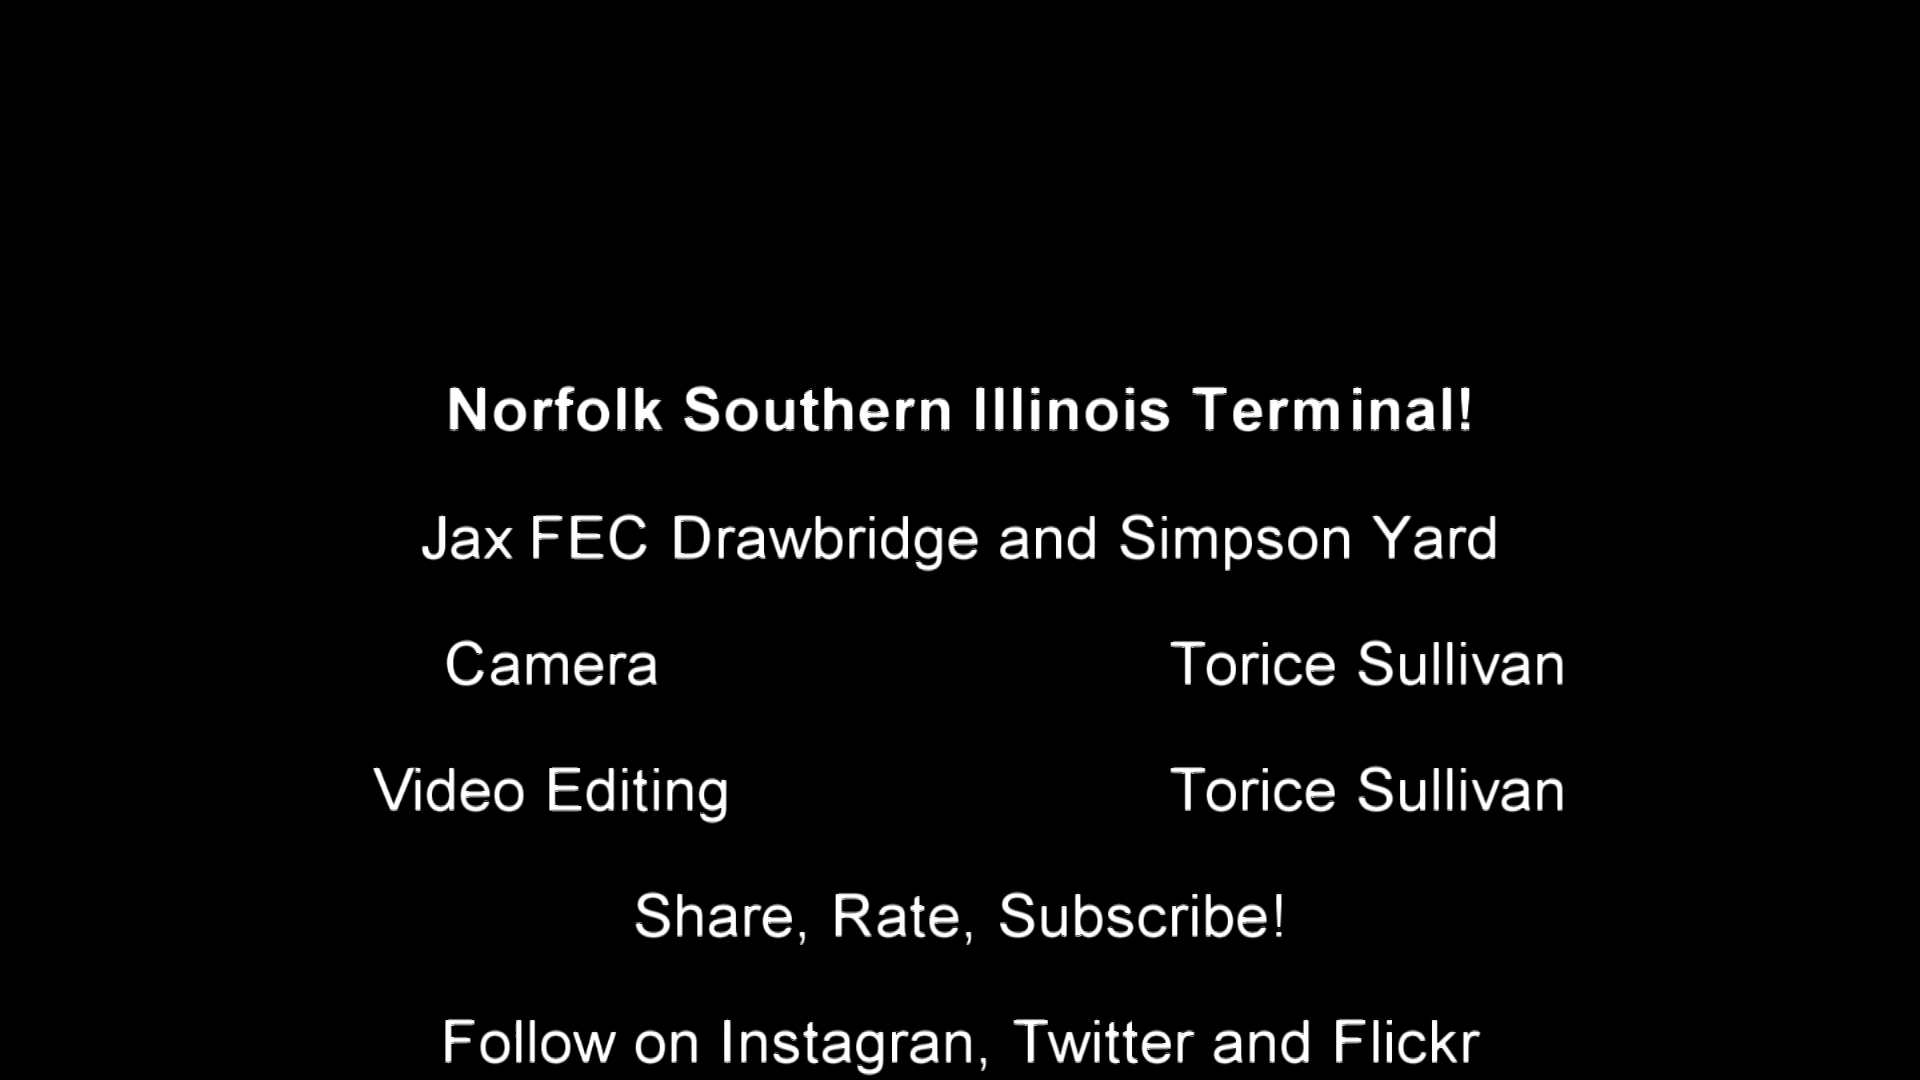 Norfolk Southern Illinois Terminal!
Jax FEC Drawbridge and Simpson Yard
Camera Torice Sullivan
Video Editing Torice Sullivan
Share, Rate, Subscribe!
Follow on Instagran, Twitter and Flickr